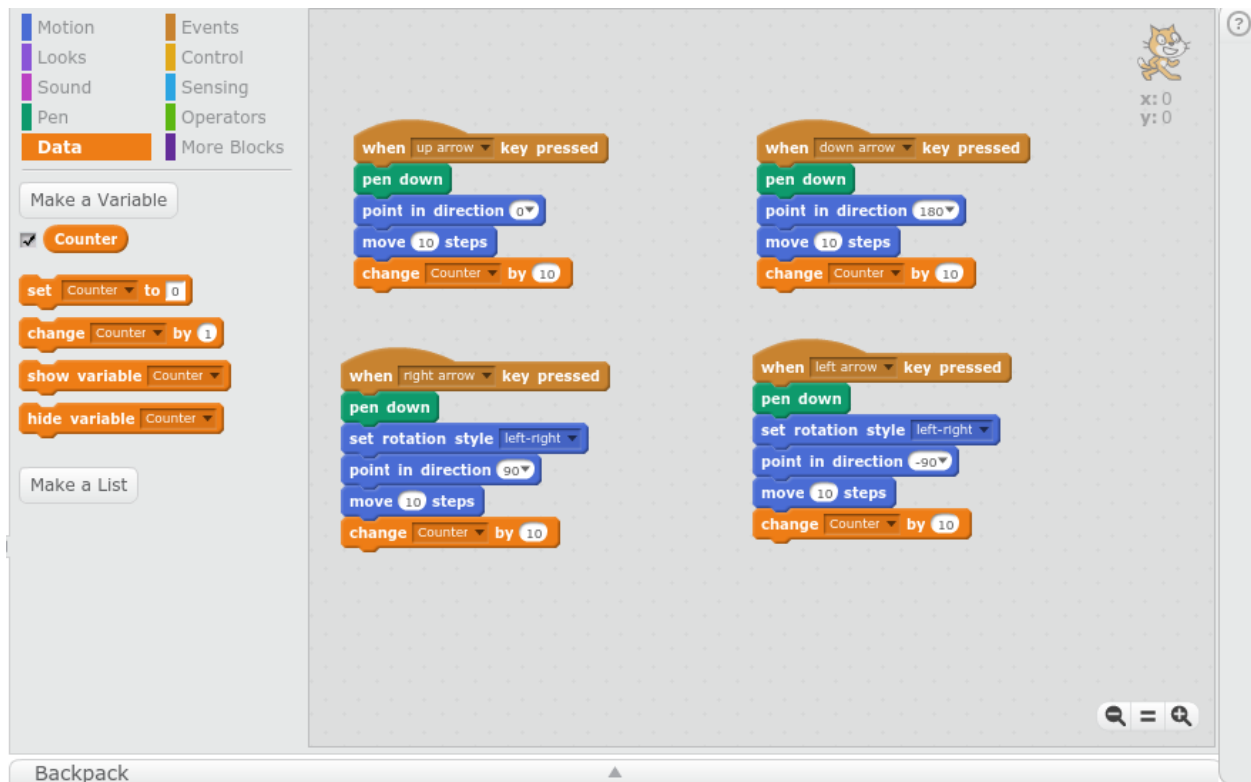 Motion
Events
Looks
Control
Sound
Sensing
Pen
Operators
Data
More Blocks
Make a Variable
Counter
set Counter to 0
change Counter by 1
show variable Counter
hide variable Counter
Make a List
x: 0
y: 0
?
when up arrow key pressed
pen down
point in direction 0
move 10 steps
change Counter by 10
when down arrow key pressed
pen down
point in direction 180
move 10 steps
change Counter by 10
when right arrow key pressed
pen down
set rotation style left-right
point in direction 90
move 10 steps
change Counter by 10
when left arrow key pressed
pen down
set rotation style left-right
point in direction -90
move 10 steps
change Counter by 10
Backpack